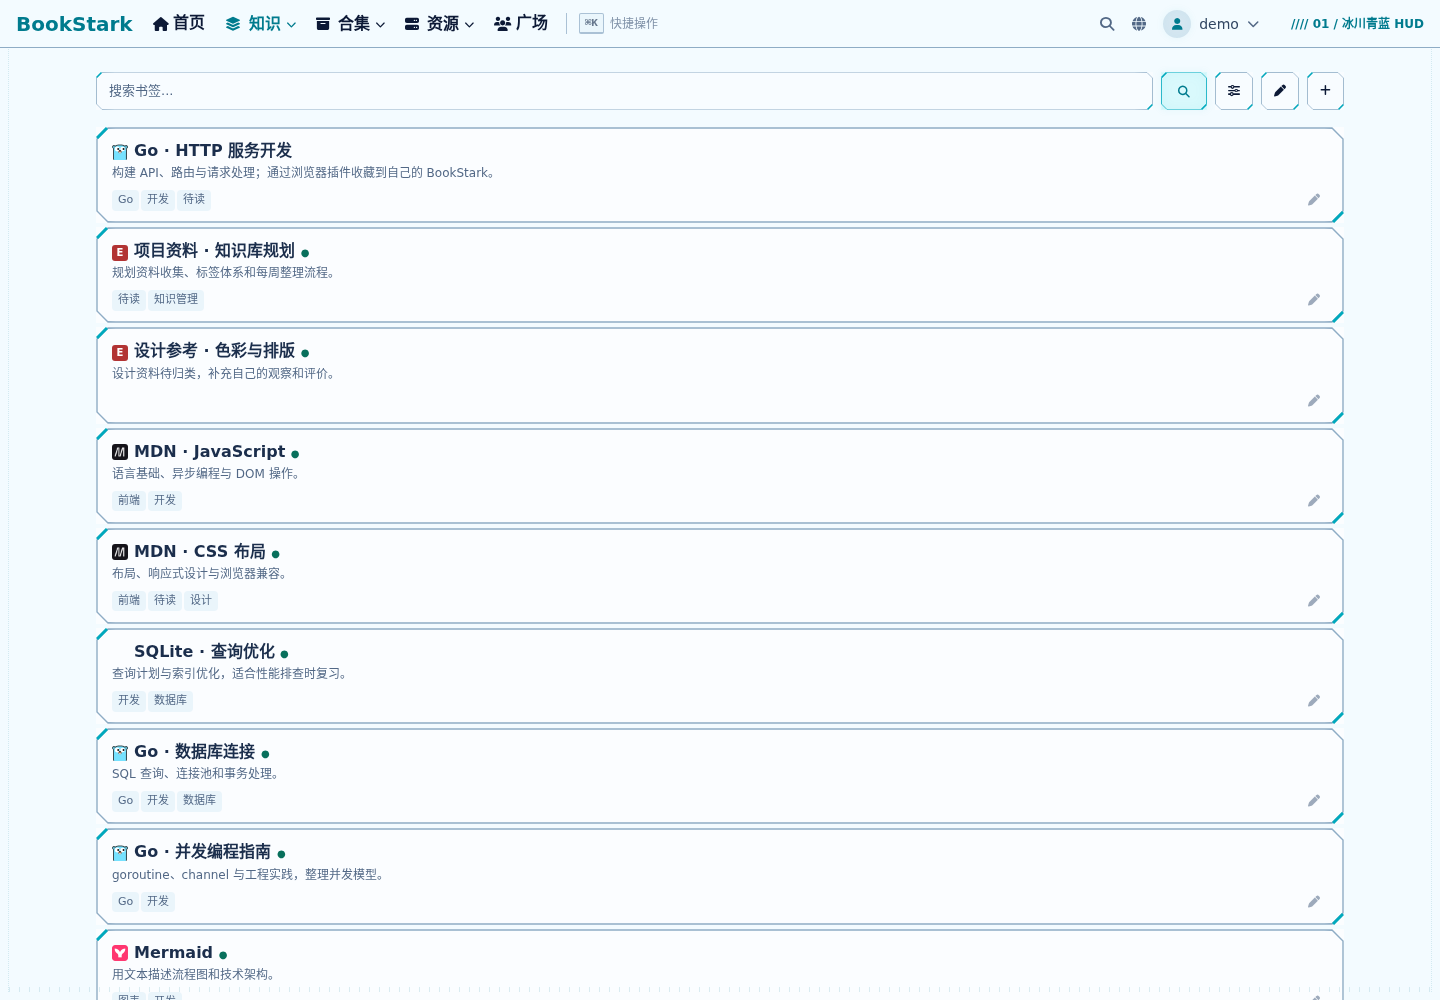 BookStark 首页 知识 合集 资源 广场 ⌘K 快捷操作 demo //// 01 / 冰川青蓝 HUD
搜索书签...
Go · HTTP 服务开发
构建 API、路由与请求处理；通过浏览器插件收藏到自己的 BookStark。
Go 开发 待读
E 项目资料 · 知识库规划
规划资料收集、标签体系和每周整理流程。
待读 知识管理
E 设计参考 · 色彩与排版
设计资料待归类，补充自己的观察和评价。
MDN · JavaScript
语言基础、异步编程与 DOM 操作。
前端 开发
MDN · CSS 布局
布局、响应式设计与浏览器兼容。
前端 待读 设计
SQLite · 查询优化
查询计划与索引优化，适合性能排查时复习。
开发 数据库
Go · 数据库连接
SQL 查询、连接池和事务处理。
Go 开发 数据库
Go · 并发编程指南
goroutine、channel 与工程实践，整理并发模型。
Go 开发
Mermaid
用文本描述流程图和技术架构。
图表 开发